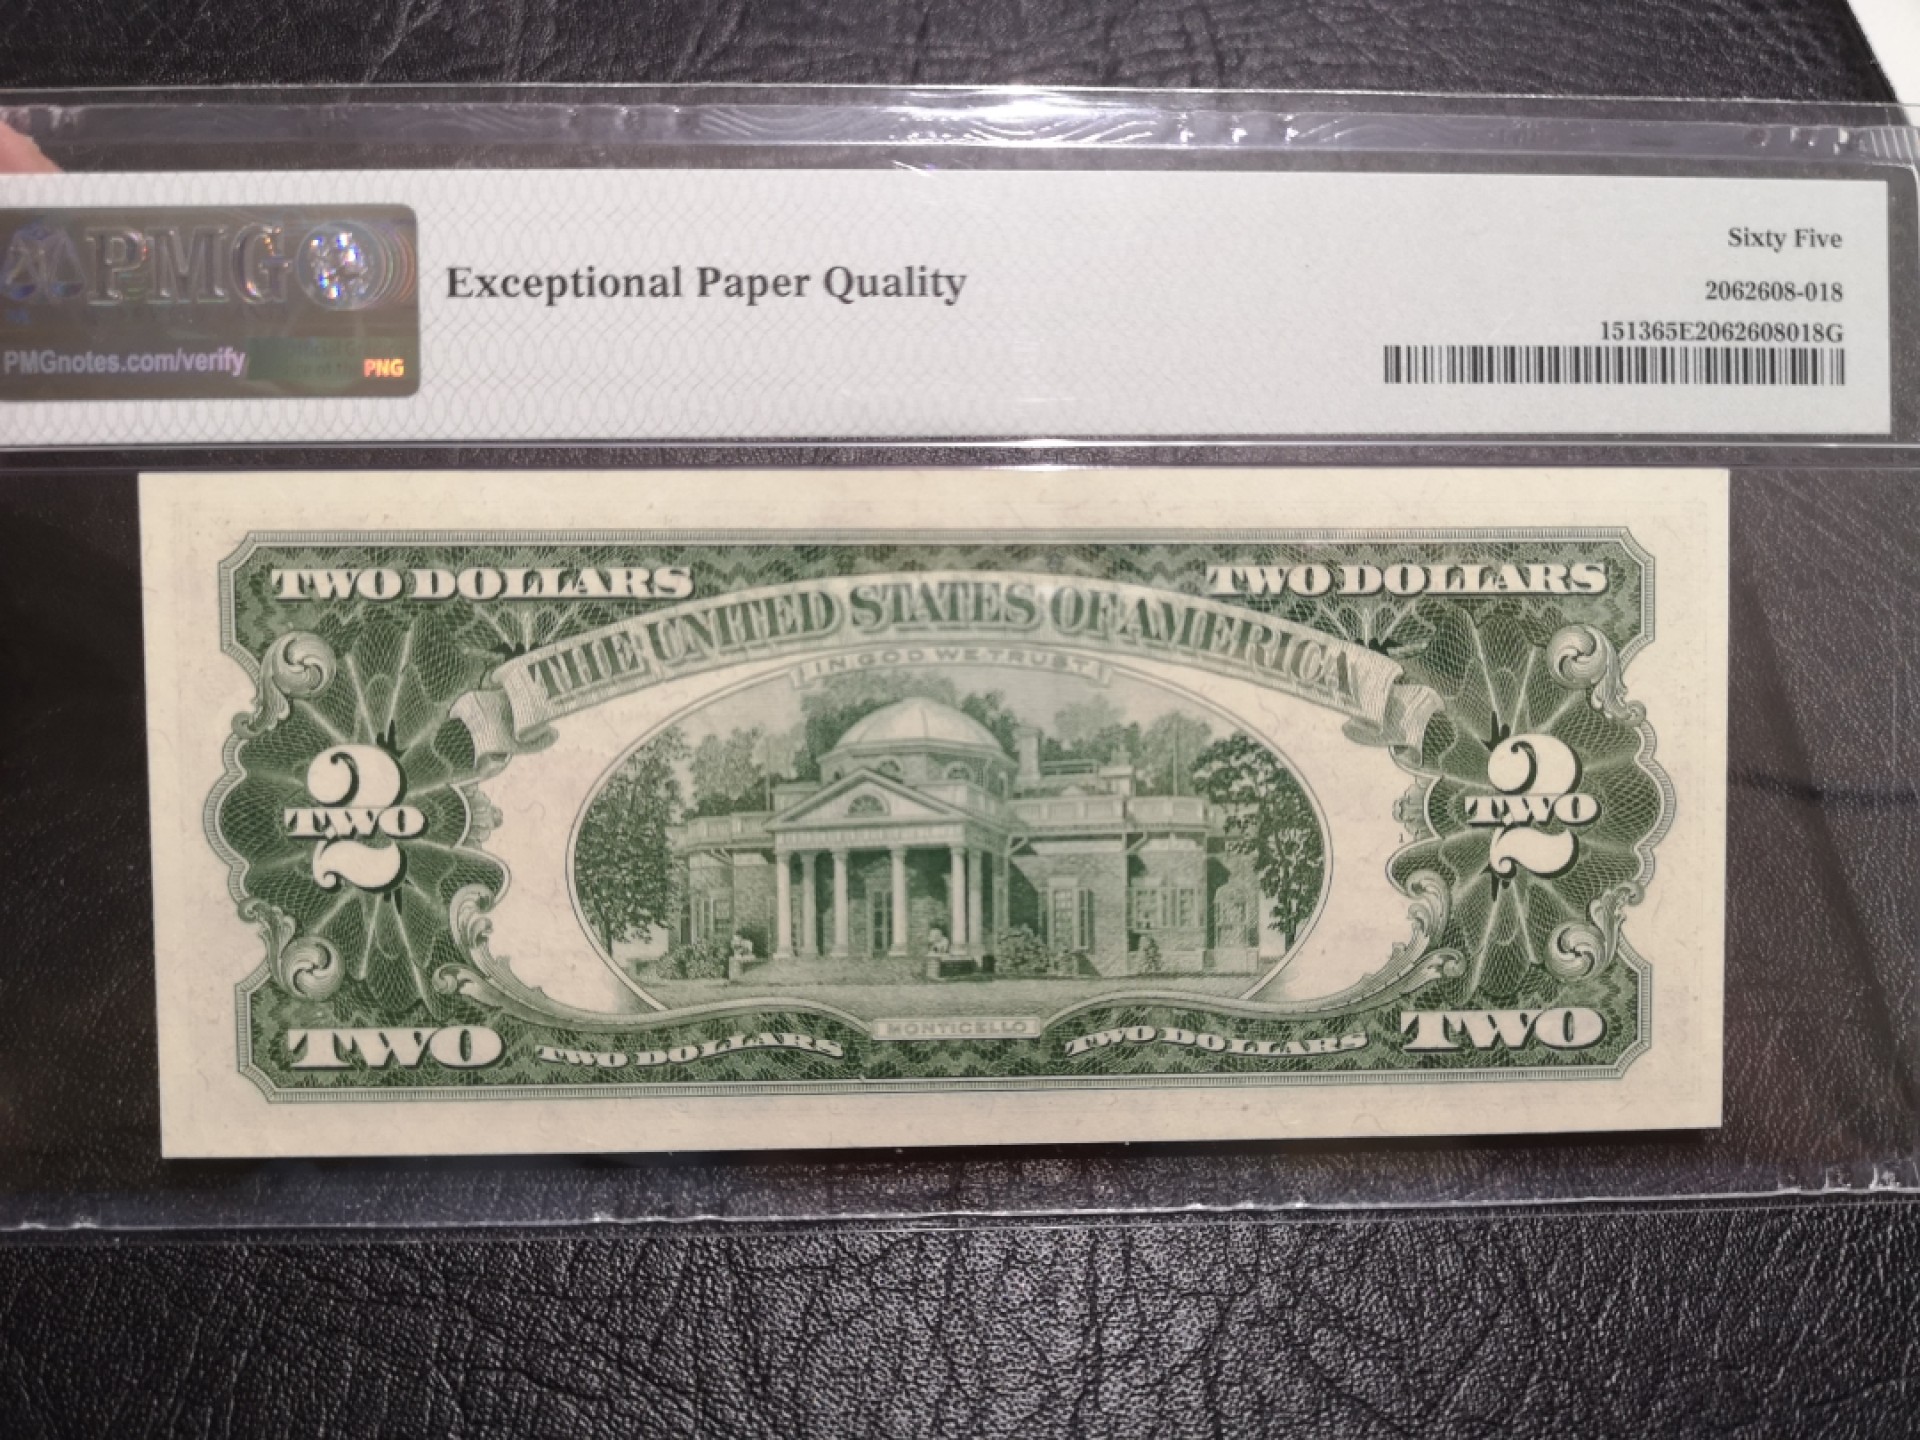 PMG
PMGnotes.com/verify
PNG
Exceptional Paper Quality
Sixty Five
2062608-018
151365E2062608018G
TWO DOLLARS
TWO DOLLARS
THE UNITED STATES OF AMERICA
IN GOD WE TRUST
2
TWO
2
TWO
MONTICELLO
TWO
TWO DOLLARS
TWO DOLLARS
TWO